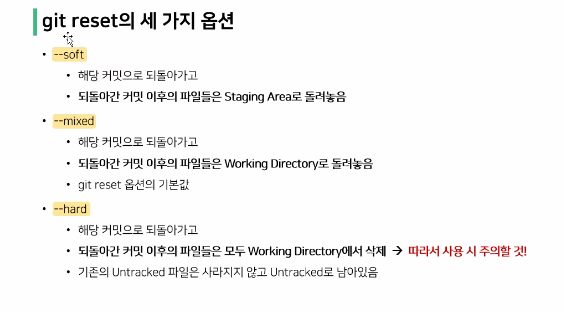 git reset의 세 가지 옵션
• --soft
• 해당 커밋으로 되돌아가고
• 되돌아간 커밋 이후의 파일들은 Staging Area로 돌려놓음
• --mixed
• 해당 커밋으로 되돌아가고
• 되돌아간 커밋 이후의 파일들은 Working Directory로 돌려놓음
• git reset 옵션의 기본값
• --hard
• 해당 커밋으로 되돌아가고
• 되돌아간 커밋 이후의 파일들은 모두 Working Directory에서 삭제 → 따라서 사용 시 주의할 것!
• 기존의 Untracked 파일은 사라지지 않고 Untracked로 남아있음